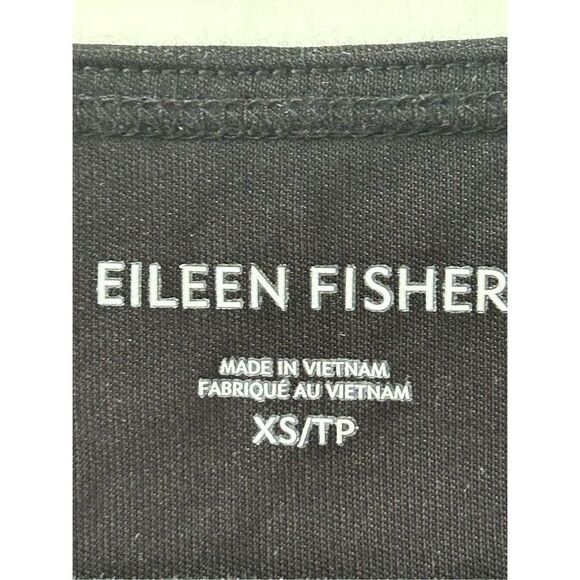 EILEEN FISHER
MADE IN VIETNAM
FABRIQUÉ AU VIETNAM
XS/TP